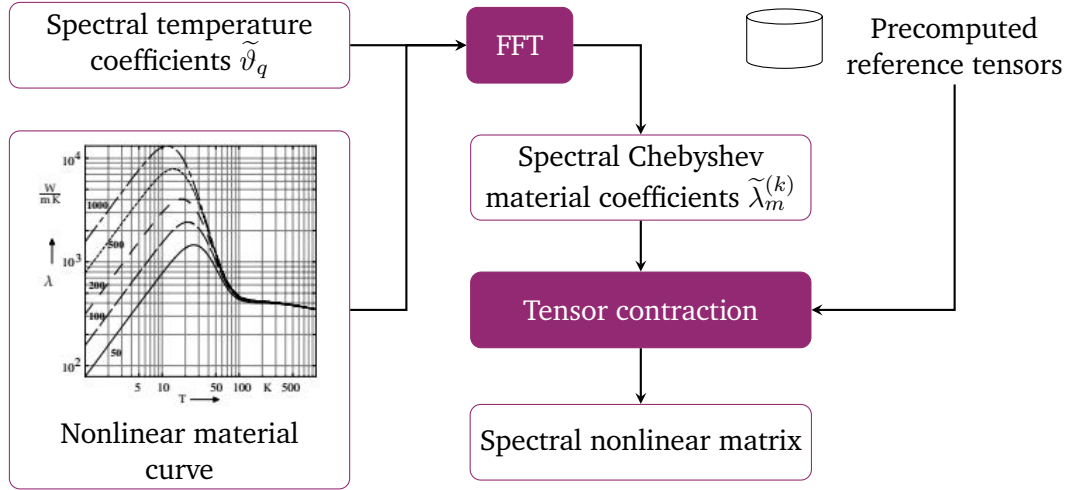 Spectral temperature
coefficients ϑ̃_q
FFT
Precomputed
reference tensors
Spectral Chebyshev
material coefficients λ̃_m^(k)
Tensor contraction
Spectral nonlinear matrix
10^4
W
m K
1000
500
10^3
λ
200
100
50
10^2
5 10 50 100 K 500
T
Nonlinear material
curve